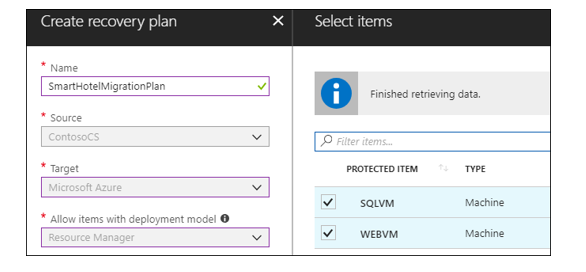 Create recovery plan
* Name
SmartHotelMigrationPlan
* Source
ContosoCS
* Target
Microsoft Azure
* Allow items with deployment model
Resource Manager
Select items
Finished retrieving data.
Filter items...
PROTECTED ITEM TYPE
SQLVM Machine
WEBVM Machine